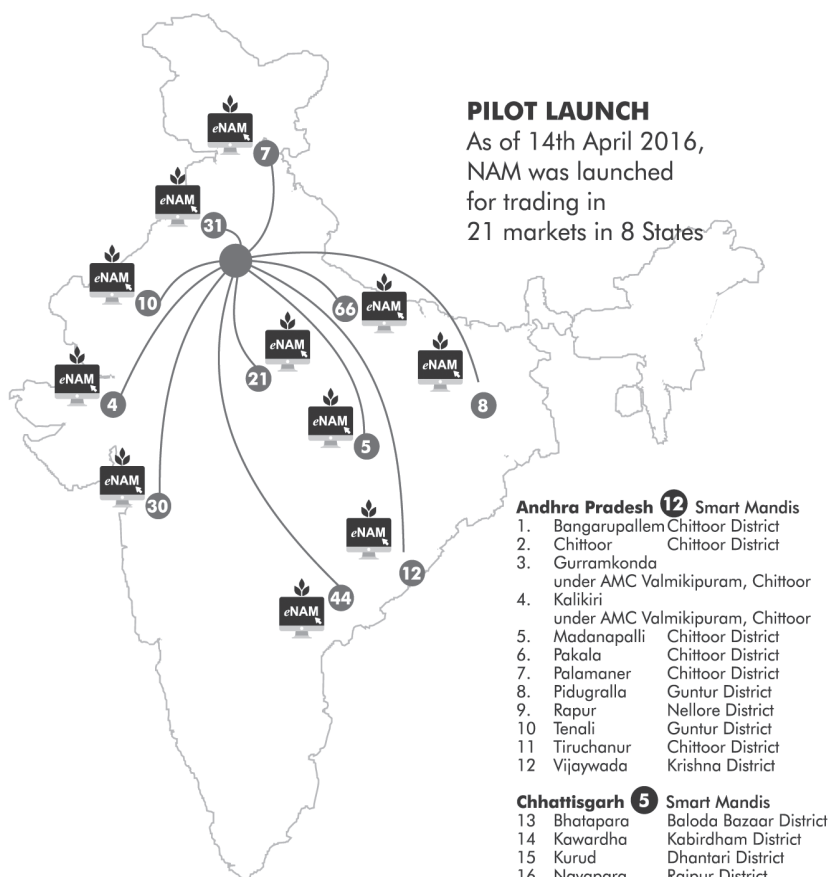 PILOT LAUNCH
As of 14th April 2016,
NAM was launched
for trading in
21 markets in 8 States
eNAM
7
eNAM
31
eNAM
10
66
eNAM
eNAM
21
eNAM
eNAM
4
8
eNAM
5
eNAM
30
eNAM
12
44
eNAM
Andhra Pradesh 12 Smart Mandis
1. Bangarupallem Chittoor District
2. Chittoor Chittoor District
3. Gurramkonda
under AMC Valmikipuram, Chittoor
4. Kalikiri
under AMC Valmikipuram, Chittoor
5. Madanapalli Chittoor District
6. Pakala Chittoor District
7. Palamaner Chittoor District
8. Pidugralla Guntur District
9. Rapur Nellore District
10 Tenali Guntur District
11 Tiruchanur Chittoor District
12 Vijaywada Krishna District
Chhattisgarh 5 Smart Mandis
13 Bhatapara Baloda Bazaar District
14 Kawardha Kabirdham District
15 Kurud Dhantari District
16 Nayapara Raipur District